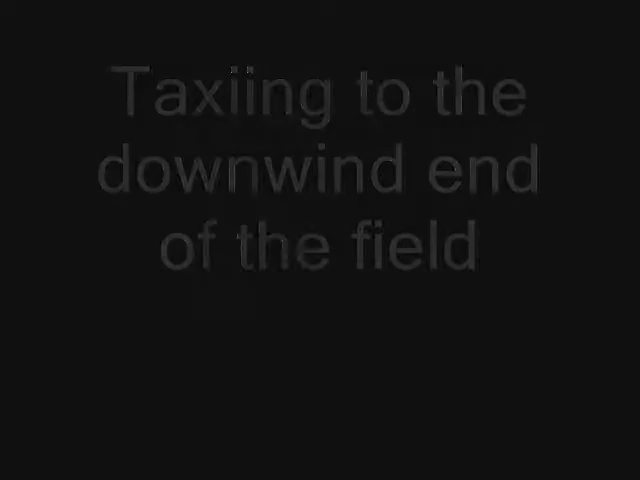 Taxiing to the
downwind end
of the field